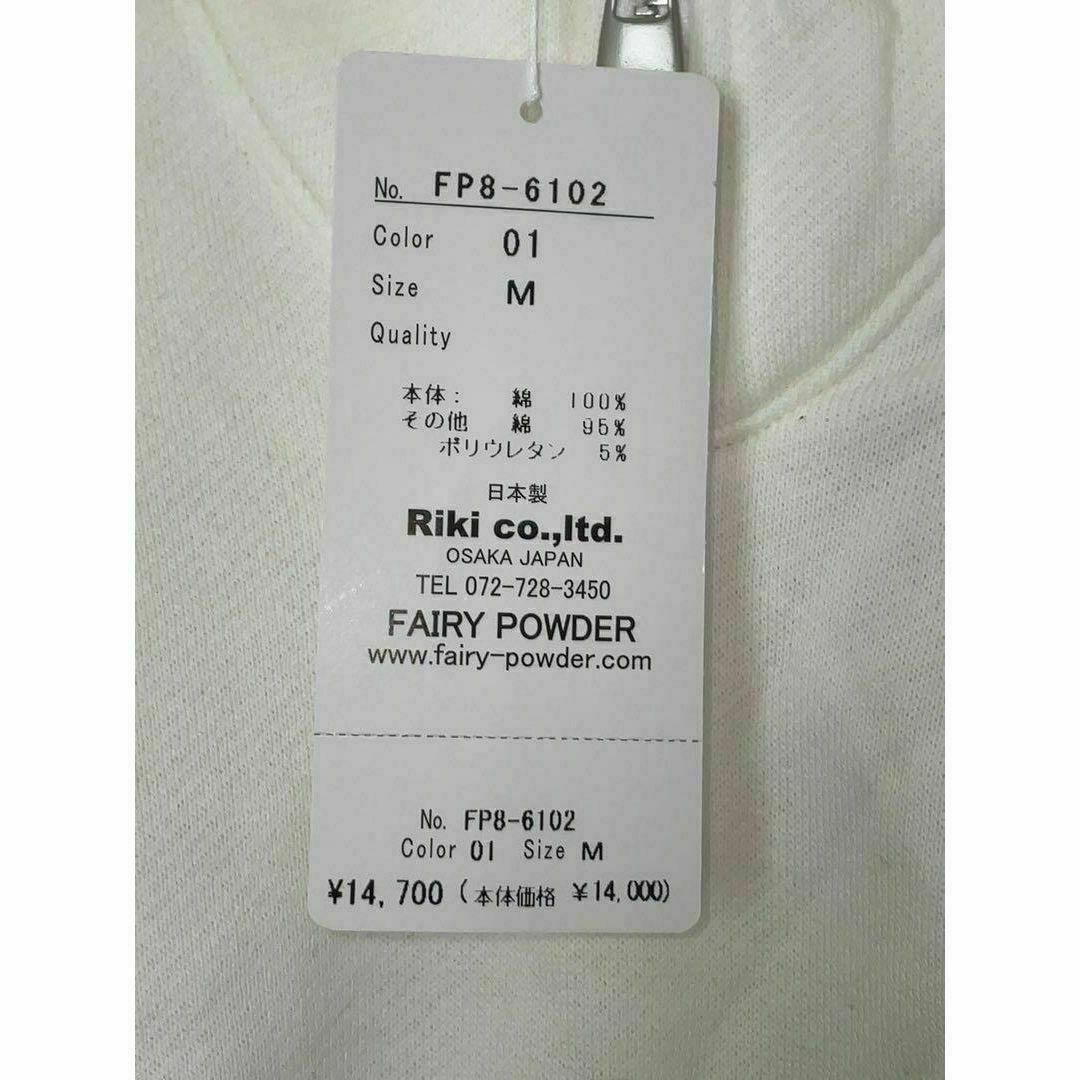 No. FP8-6102
Color 01
Size M
Quality
本体: 綿 100%
その他 綿 95%
ポリウレタン 5%
日本製
Riki co.,ltd.
OSAKA JAPAN
TEL 072-728-3450
FAIRY POWDER
www.fairy-powder.com
No. FP8-6102
Color 01 Size M
¥14,700 (本体価格 ¥14,000)